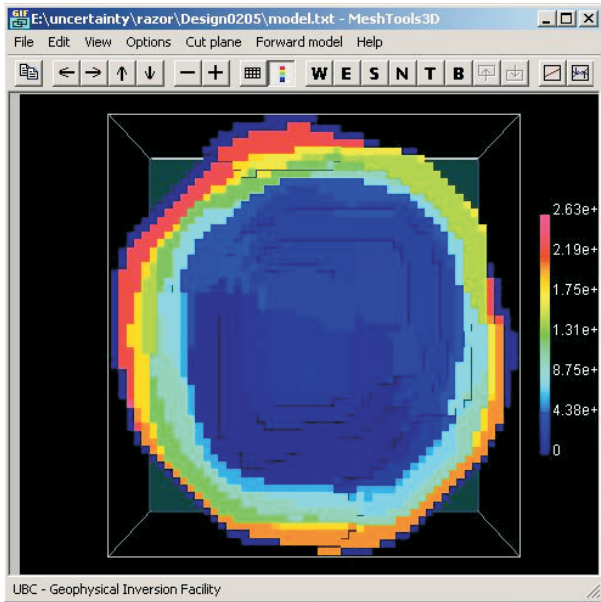 GIF E:\uncertainty\razor\Design0205\model.txt - MeshTools3D
File Edit View Options Cut plane Forward model Help
W E S N T B
2.63e+
2.19e+
1.75e+
1.31e+
8.75e+
4.38e+
0
UBC - Geophysical Inversion Facility